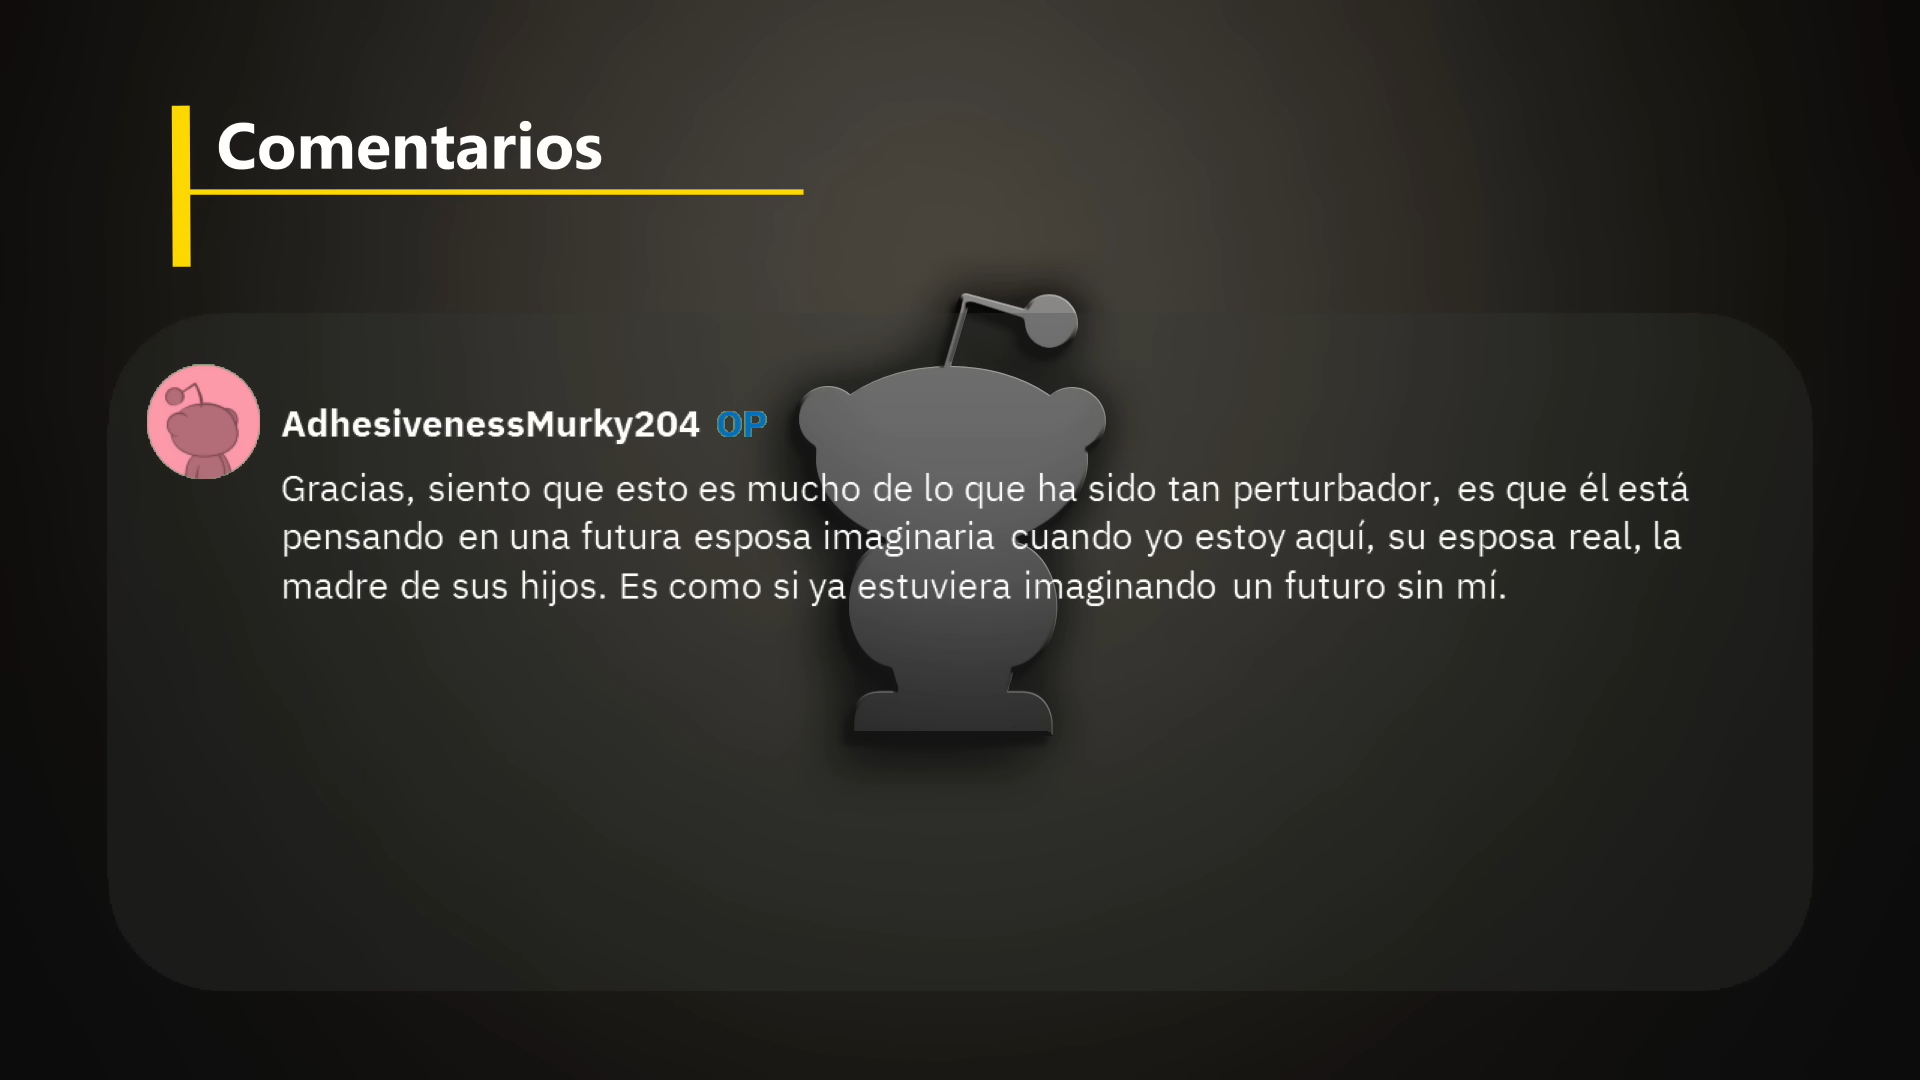 Comentarios
AdhesivenessMurky204 OP
Gracias, siento que esto es mucho de lo que ha sido tan perturbador, es que él está
pensando en una futura esposa imaginaria cuando yo estoy aquí, su esposa real, la
madre de sus hijos. Es como si ya estuviera imaginando un futuro sin mí.